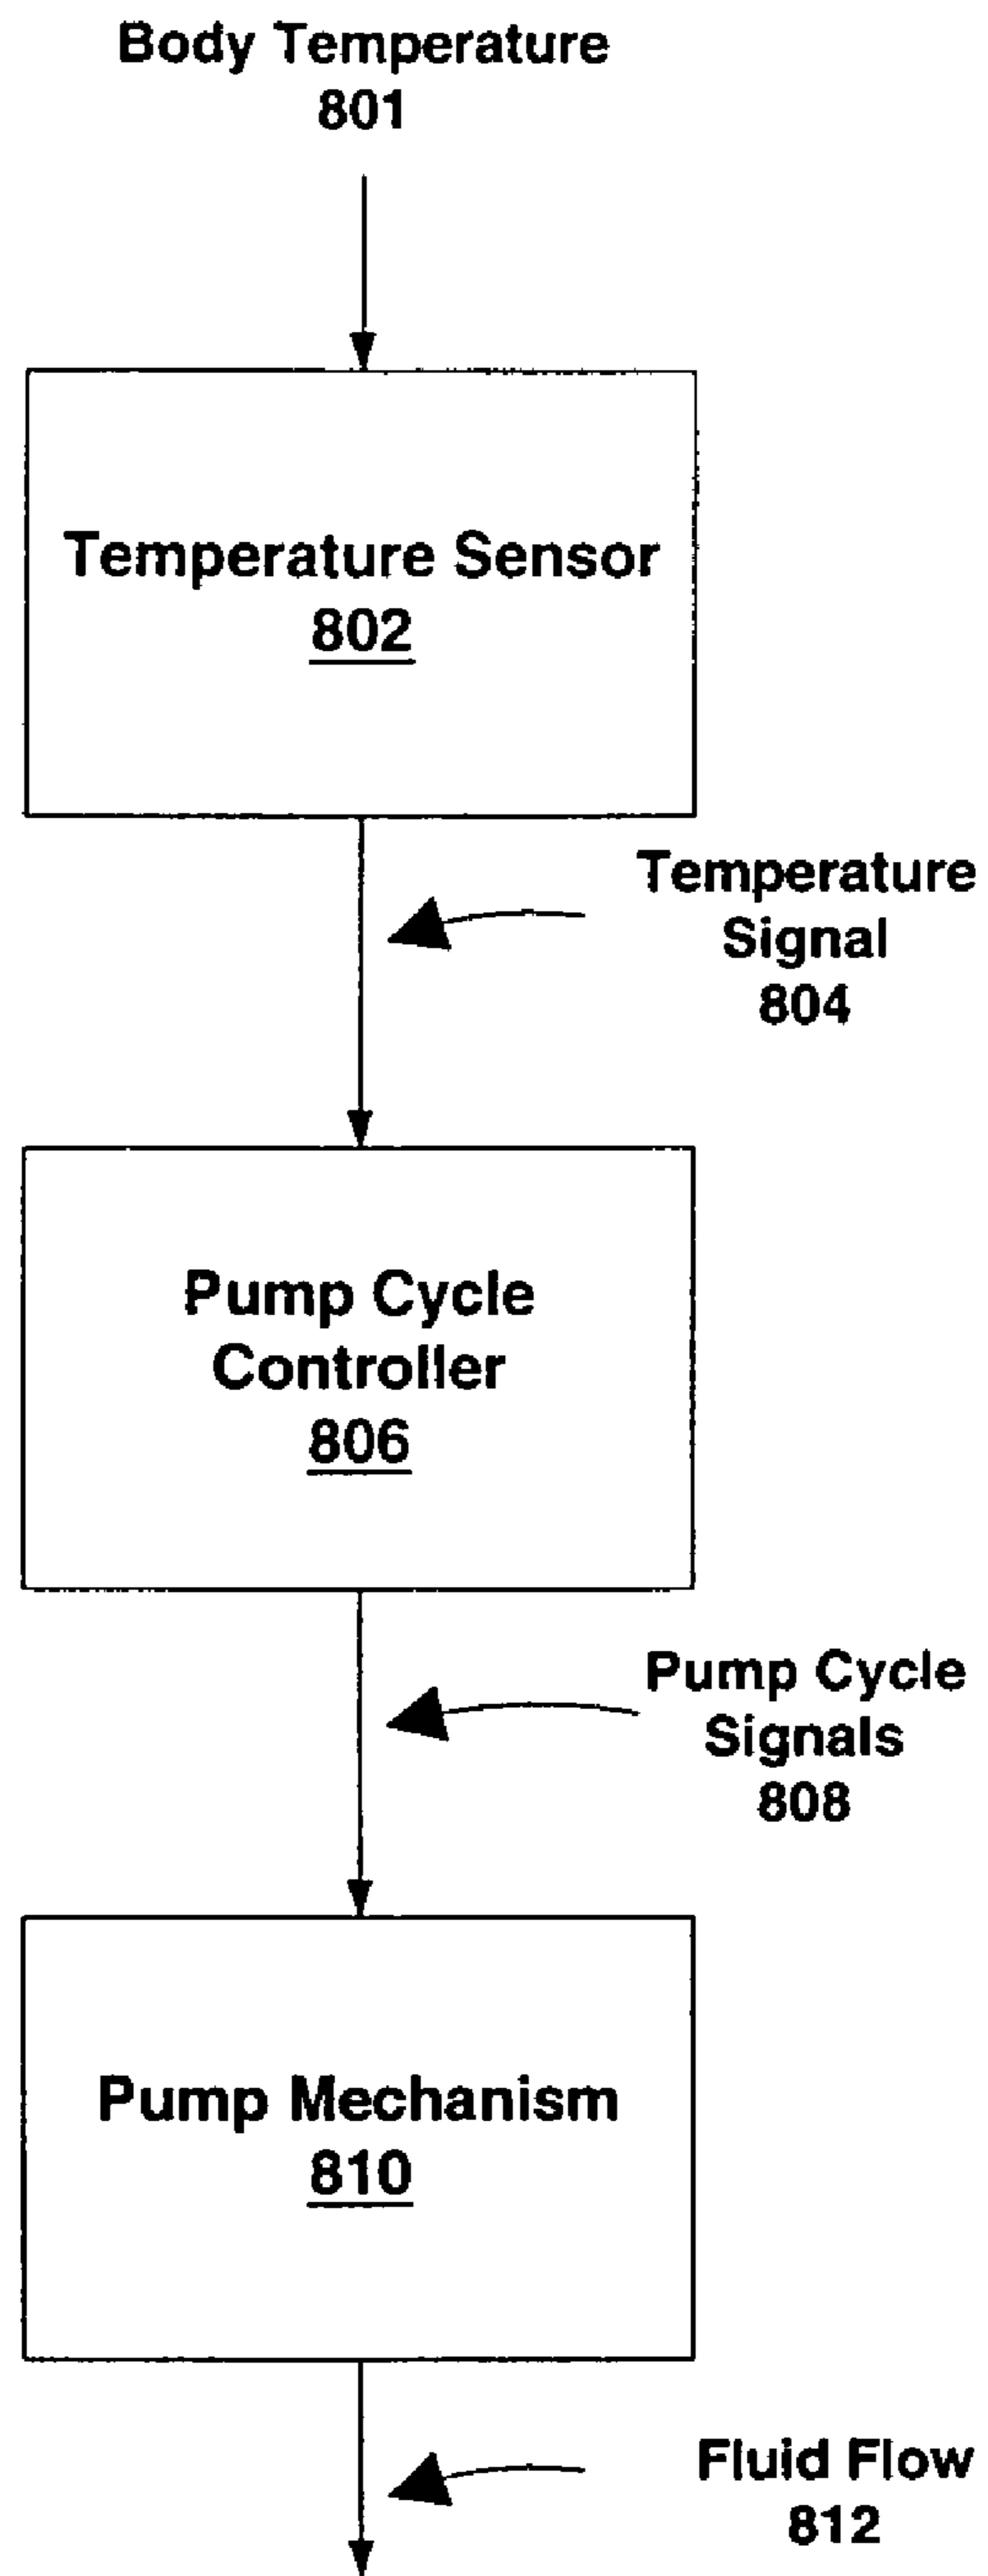 Body Temperature
801
Temperature Sensor
802
Temperature
Signal
804
Pump Cycle
Controller
806
Pump Cycle
Signals
808
Pump Mechanism
810
Fluid Flow
812